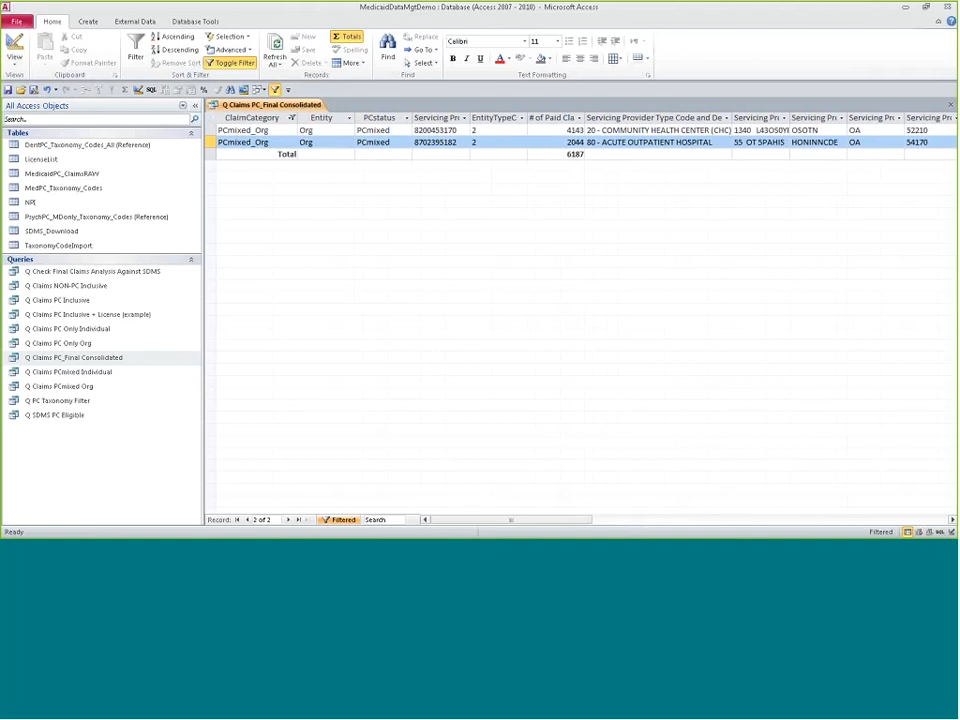 MedicaidDataMgtDemo : Database (Access 2007 - 2010) - Microsoft Access
File Home Create External Data Database Tools
View
Views
Paste
Cut
Copy
Format Painter
Clipboard
Filter
Ascending
Descending
Remove Sort
Selection
Advanced
Toggle Filter
Sort & Filter
Refresh All
New
Save
Delete
Totals
Spelling
More
Records
Find
Replace
Go To
Select
Find
Calibri 11
B I U A
Text Formatting
SQL
All Access Objects
Search...
Tables
DentPC_Taxonomy_Codes_All (Reference)
LicenseList
MedicaidPC_ClaimsRAW
MedPC_Taxonomy_Codes
NPI
PsychPC_MDonly_Taxonomy_Codes (Reference)
SDMS_Download
TaxonomyCodeImport
Queries
Q Check Final Claims Analysis Against SDMS
Q Claims NON-PC Inclusive
Q Claims PC Inclusive
Q Claims PC Inclusive + License (example)
Q Claims PC Only Individual
Q Claims PC Only Org
Q Claims PC_Final Consolidated
Q Claims PCmixed Individual
Q Claims PCmixed Org
Q PC Taxonomy Filter
Q SDMS PC Eligible
Q Claims PC_Final Consolidated
ClaimCategory Entity PCstatus Servicing Pr EntityTypeC # of Paid Cla Servicing Provider Type Code and De Servicing Pr Servicing Pr Servicing Pr Servicing Pr
PCmixed_Org Org PCmixed 8200453170 2 4143 20 - COMMUNITY HEALTH CENTER (CHC) 1340 L43OS0Y OSOTN OA 52210
PCmixed_Org Org PCmixed 8702395182 2 2044 80 - ACUTE OUTPATIENT HOSPITAL 55 OT 5PAHIS HONINNCDE OA 54170
Total 6187
Record: 2 of 2 Filtered Search
Ready Filtered SQL